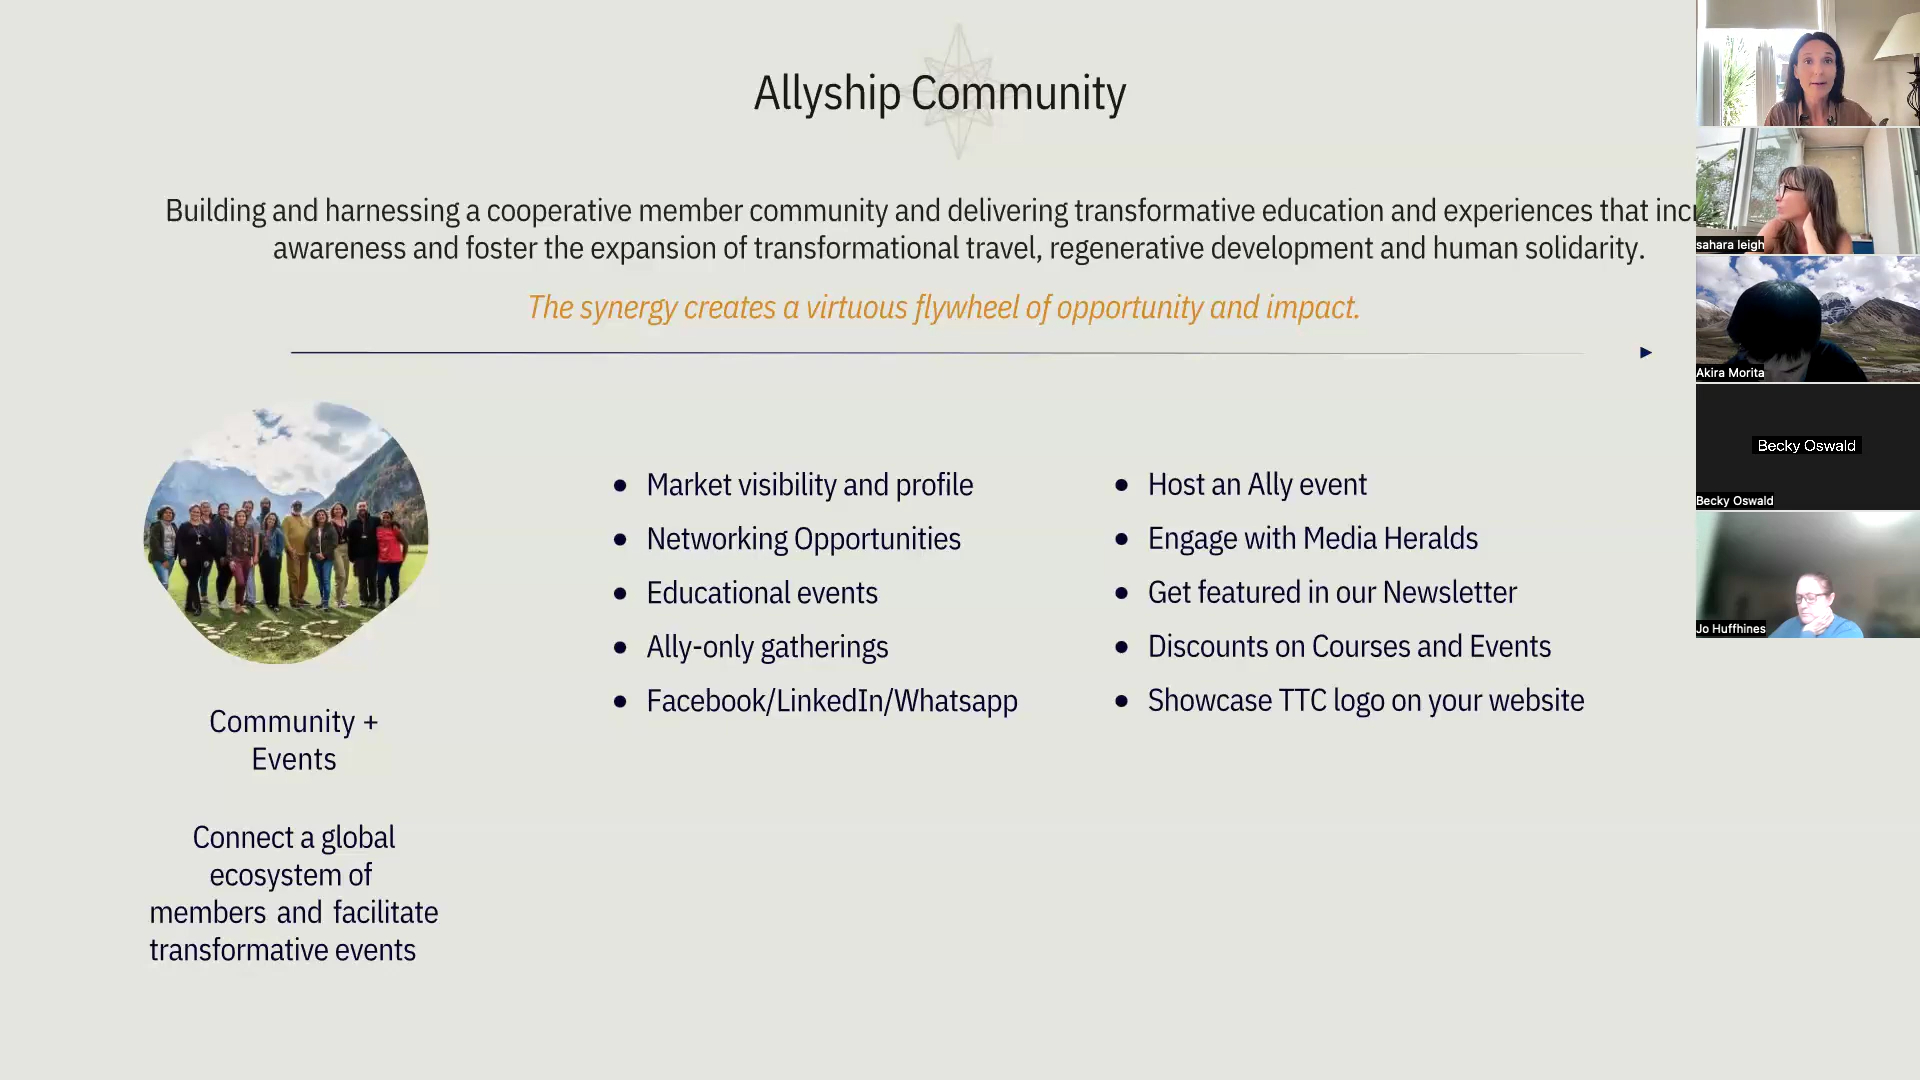 Allyship Community
Building and harnessing a cooperative member community and delivering transformative education and experiences that
awareness and foster the expansion of transformational travel, regenerative development and human solidarity.
The synergy creates a virtuous flywheel of opportunity and impact.
Community +
Events
Connect a global
ecosystem of
members and facilitate
transformative events
• Market visibility and profile
• Networking Opportunities
• Educational events
• Ally-only gatherings
• Facebook/LinkedIn/Whatsapp
• Host an Ally event
• Engage with Media Heralds
• Get featured in our Newsletter
• Discounts on Courses and Events
• Showcase TTC logo on your website
sahara leigh
Akira Morita
Becky Oswald
Becky Oswald
Jo Huffhines